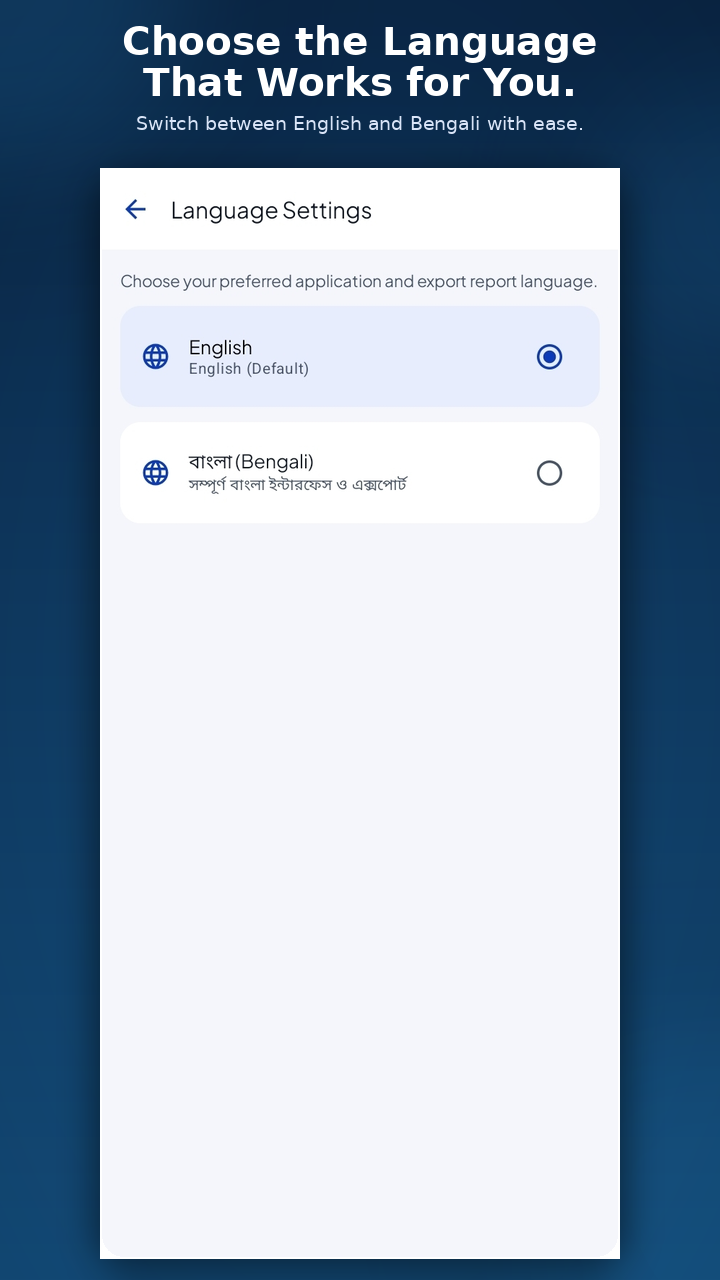 Choose the Language
That Works for You.
Switch between English and Bengali with ease.
Language Settings
Choose your preferred application and export report language.
English
English (Default)
বাংলা (Bengali)
সম্পূর্ণ বাংলা ইন্টারফেস ও এক্সপোর্ট